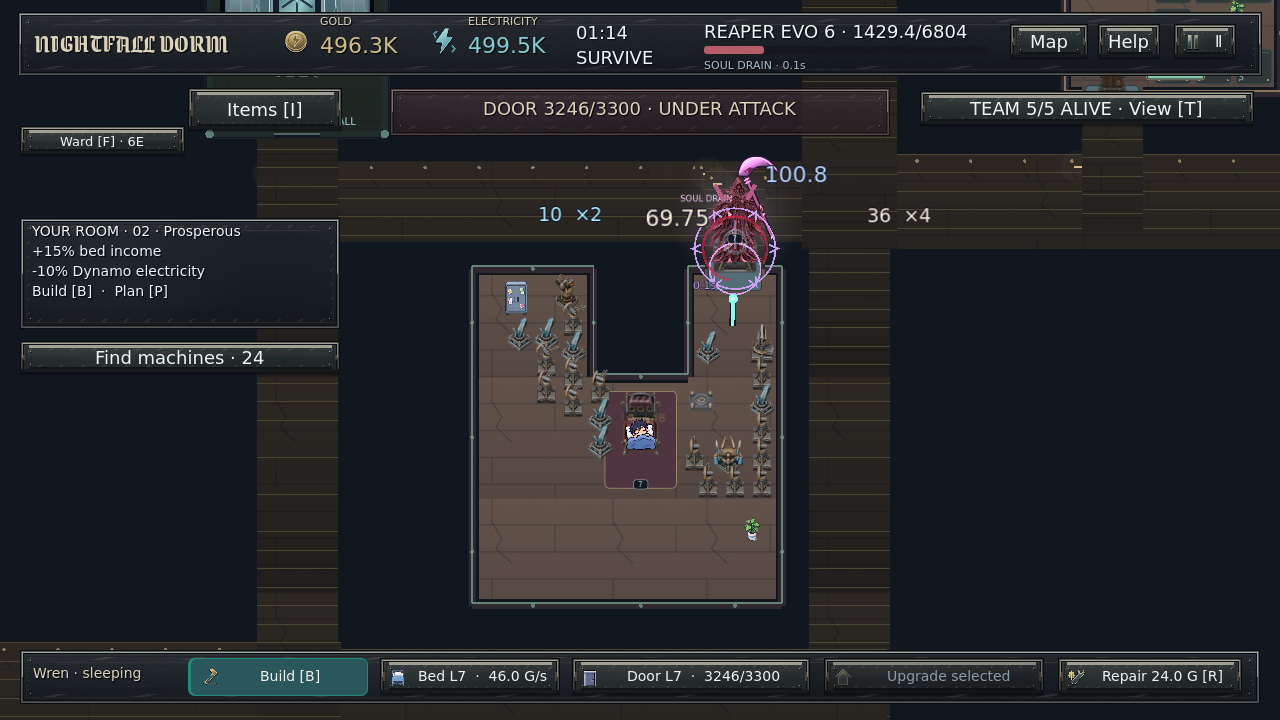 NIGHTFALL DORM
GOLD
496.3K
ELECTRICITY
499.5K
01:14
SURVIVE
REAPER EVO 6 · 1429.4/6804
SOUL DRAIN · 0.1s
Map
Help
II
Items [I]
DOOR 3246/3300 · UNDER ATTACK
TEAM 5/5 ALIVE · View [T]
Ward [F] · 6E
100.8
SOUL DRAIN
10 ×2
69.75
36 ×4
YOUR ROOM · 02 · Prosperous
+15% bed income
-10% Dynamo electricity
Build [B] · Plan [P]
Find machines · 24
7
Wren · sleeping
Build [B]
Bed L7 · 46.0 G/s
Door L7 · 3246/3300
Upgrade selected
Repair 24.0 G [R]